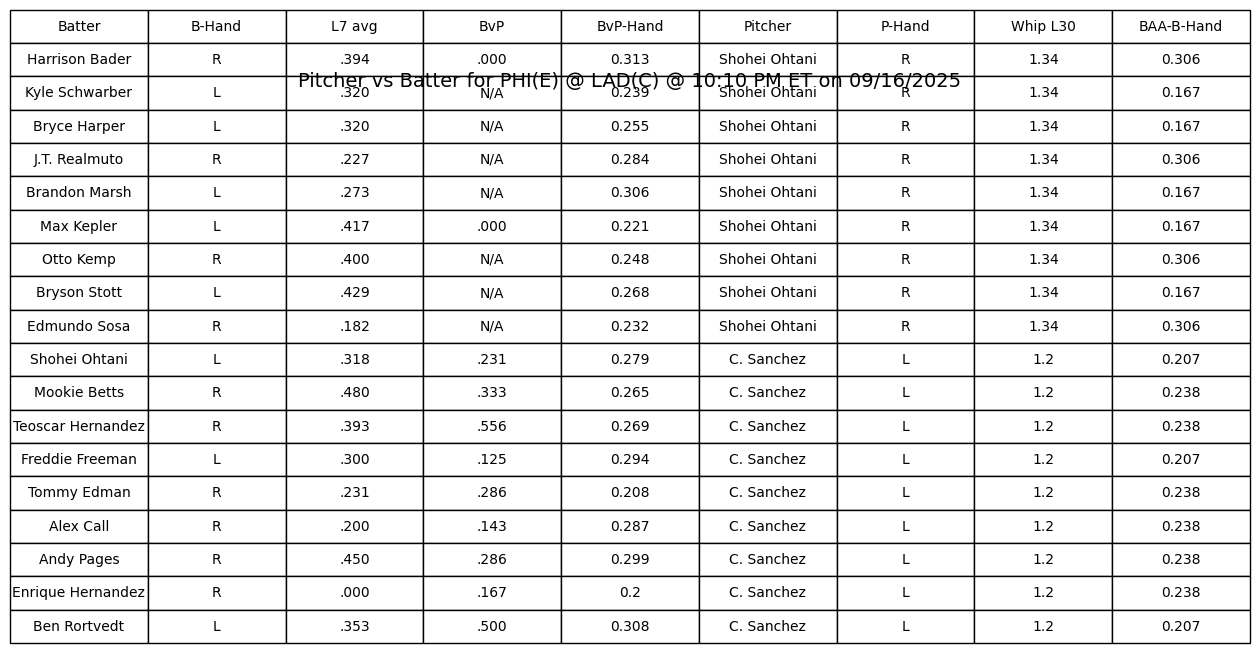 Batter B-Hand L7 avg BvP BvP-Hand Pitcher P-Hand Whip L30 BAA-B-Hand
Harrison Bader R .394 .000 0.313 Shohei Ohtani R 1.34 0.306
Pitcher vs Batter for PHI(E) @ LAD(C) @ 10:10 PM ET on 09/16/2025
Kyle Schwarber L .320 N/A 0.239 Shohei Ohtani R 1.34 0.167
Bryce Harper L .320 N/A 0.255 Shohei Ohtani R 1.34 0.167
J.T. Realmuto R .227 N/A 0.284 Shohei Ohtani R 1.34 0.306
Brandon Marsh L .273 N/A 0.306 Shohei Ohtani R 1.34 0.167
Max Kepler L .417 .000 0.221 Shohei Ohtani R 1.34 0.167
Otto Kemp R .400 N/A 0.248 Shohei Ohtani R 1.34 0.306
Bryson Stott L .429 N/A 0.268 Shohei Ohtani R 1.34 0.167
Edmundo Sosa R .182 N/A 0.232 Shohei Ohtani R 1.34 0.306
Shohei Ohtani L .318 .231 0.279 C. Sanchez L 1.2 0.207
Mookie Betts R .480 .333 0.265 C. Sanchez L 1.2 0.238
Teoscar Hernandez R .393 .556 0.269 C. Sanchez L 1.2 0.238
Freddie Freeman L .300 .125 0.294 C. Sanchez L 1.2 0.207
Tommy Edman R .231 .286 0.208 C. Sanchez L 1.2 0.238
Alex Call R .200 .143 0.287 C. Sanchez L 1.2 0.238
Andy Pages R .450 .286 0.299 C. Sanchez L 1.2 0.238
Enrique Hernandez R .000 .167 0.2 C. Sanchez L 1.2 0.238
Ben Rortvedt L .353 .500 0.308 C. Sanchez L 1.2 0.207